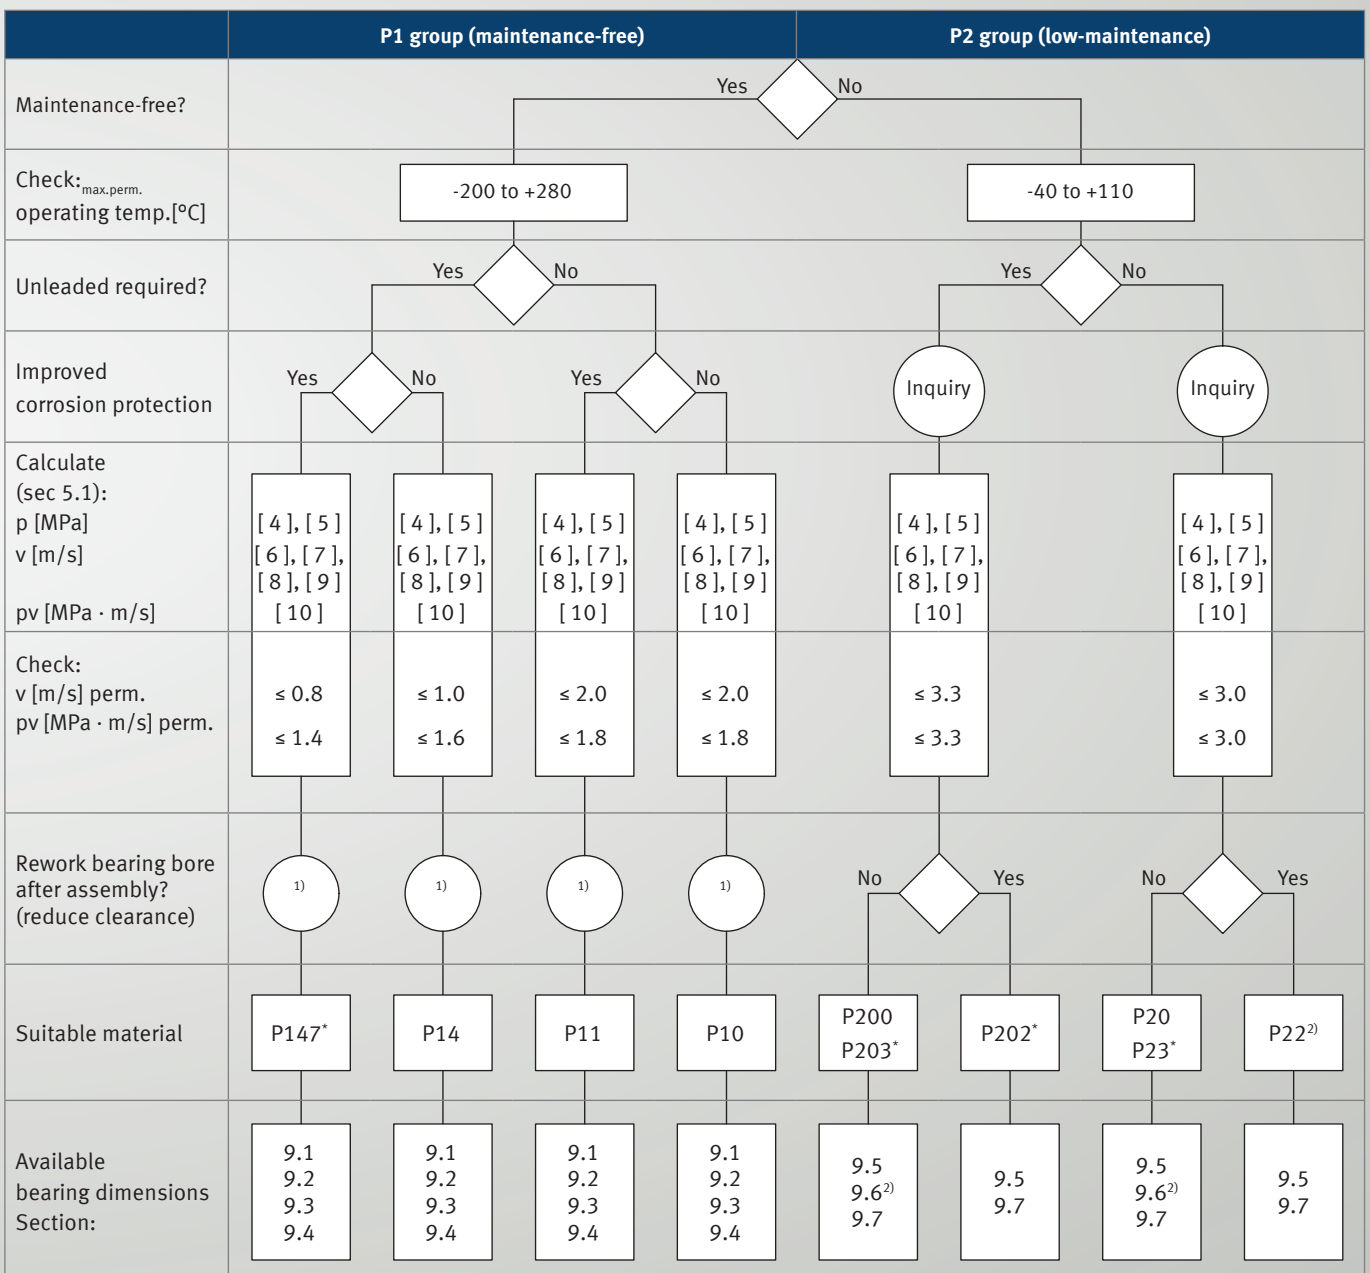 P1 group (maintenance-free) P2 group (low-maintenance)
Maintenance-free? Yes No
Check:max.perm.
operating temp.[°C] -200 to +280 -40 to +110
Unleaded required? Yes No Yes No
Improved
corrosion protection Yes No Yes No Inquiry Inquiry
Calculate
(sec 5.1):
p [MPa] [ 4 ], [ 5 ] [ 4 ], [ 5 ] [ 4 ], [ 5 ] [ 4 ], [ 5 ] [ 4 ], [ 5 ] [ 4 ], [ 5 ]
v [m/s] [ 6 ], [ 7 ], [ 6 ], [ 7 ], [ 6 ], [ 7 ], [ 6 ], [ 7 ], [ 6 ], [ 7 ], [ 6 ], [ 7 ],
[ 8 ], [ 9 ] [ 8 ], [ 9 ] [ 8 ], [ 9 ] [ 8 ], [ 9 ] [ 8 ], [ 9 ] [ 8 ], [ 9 ]
pv [MPa · m/s] [ 10 ] [ 10 ] [ 10 ] [ 10 ] [ 10 ] [ 10 ]
Check:
v [m/s] perm. ≤ 0.8 ≤ 1.0 ≤ 2.0 ≤ 2.0 ≤ 3.3 ≤ 3.0
pv [MPa · m/s] perm. ≤ 1.4 ≤ 1.6 ≤ 1.8 ≤ 1.8 ≤ 3.3 ≤ 3.0
Rework bearing bore
after assembly? 1) 1) 1) 1) No Yes No Yes
(reduce clearance)
Suitable material P147* P14 P11 P10 P200 P202* P20 P22²⁾
P203* P23*
Available
bearing dimensions
Section:
9.1 9.1 9.1 9.1 9.5 9.5 9.5 9.5
9.2 9.2 9.2 9.2 9.6²⁾ 9.7 9.6²⁾ 9.7
9.3 9.3 9.3 9.3 9.7 9.7
9.4 9.4 9.4 9.4